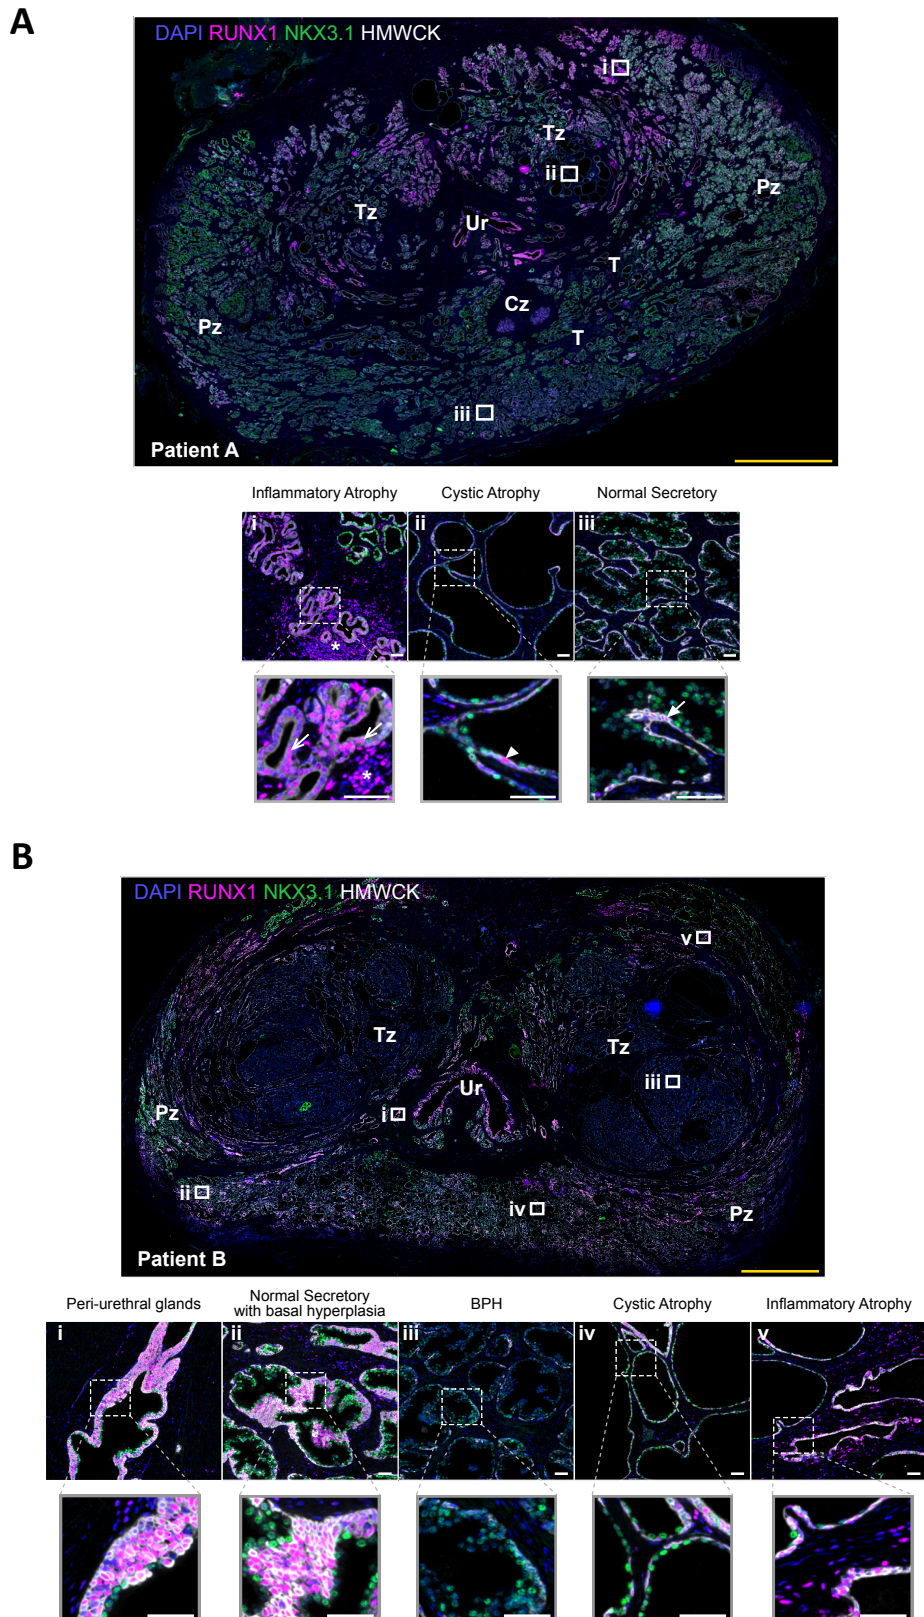 A
DAPI RUNX1 NKX3.1 HMWCK
i
Tz
ii
Pz
Tz
Ur
T
Cz
Pz
T
iii
Patient A
Inflammatory Atrophy Cystic Atrophy Normal Secretory
i ii iii
*
*
B
DAPI RUNX1 NKX3.1 HMWCK
v
Tz Tz
iii
Ur
i
Pz
ii
iv
Pz
Patient B
Peri-urethral glands Normal Secretory with basal hyperplasia BPH Cystic Atrophy Inflammatory Atrophy
i ii iii iv v